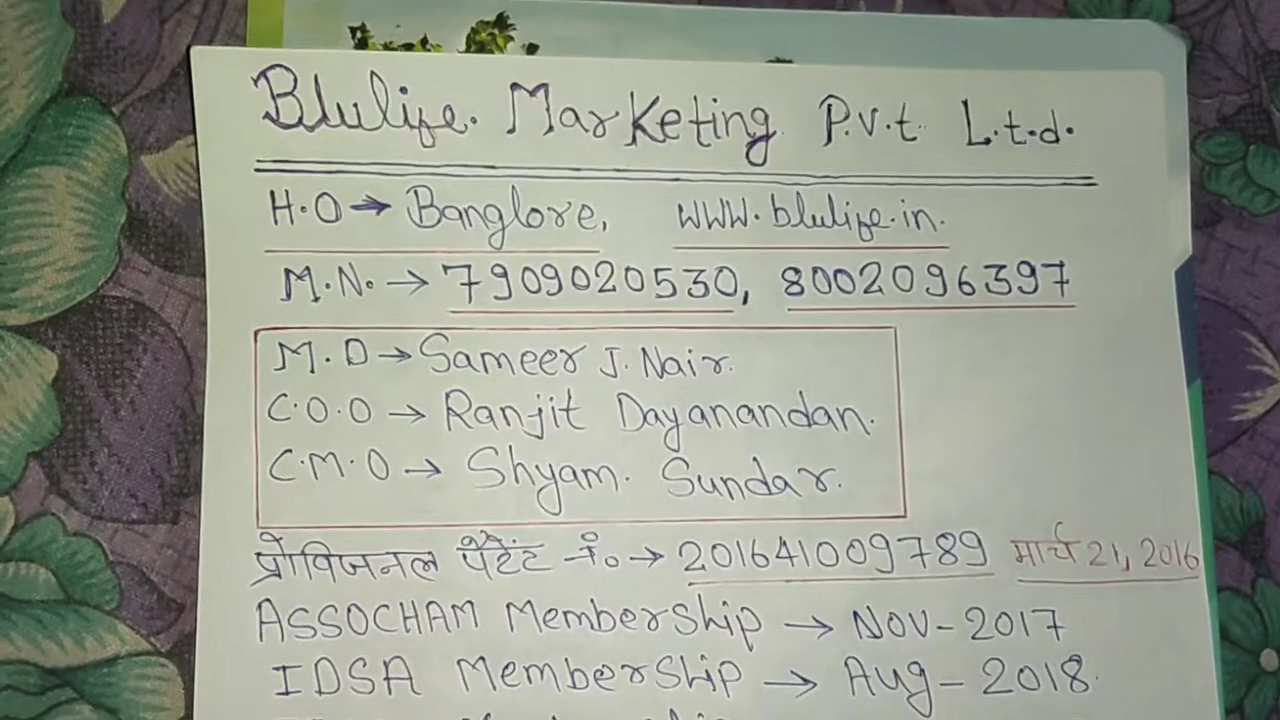 Blulife. Marketing P.v.t. L.t.d.
H.O → Banglore, WWW.blulife.in.
M.N. → 7909020530, 8002096397
M.D → Sameer J. Nair.
C.O.O → Ranjit Dayanandan.
C.M.O → Shyam. Sundar.
प्रोविजनल पैटेंट नं० → 201641009789 मार्च 21, 2016
ASSOCHAM Membership → Nov-2017
IDSA Membership → Aug-2018.